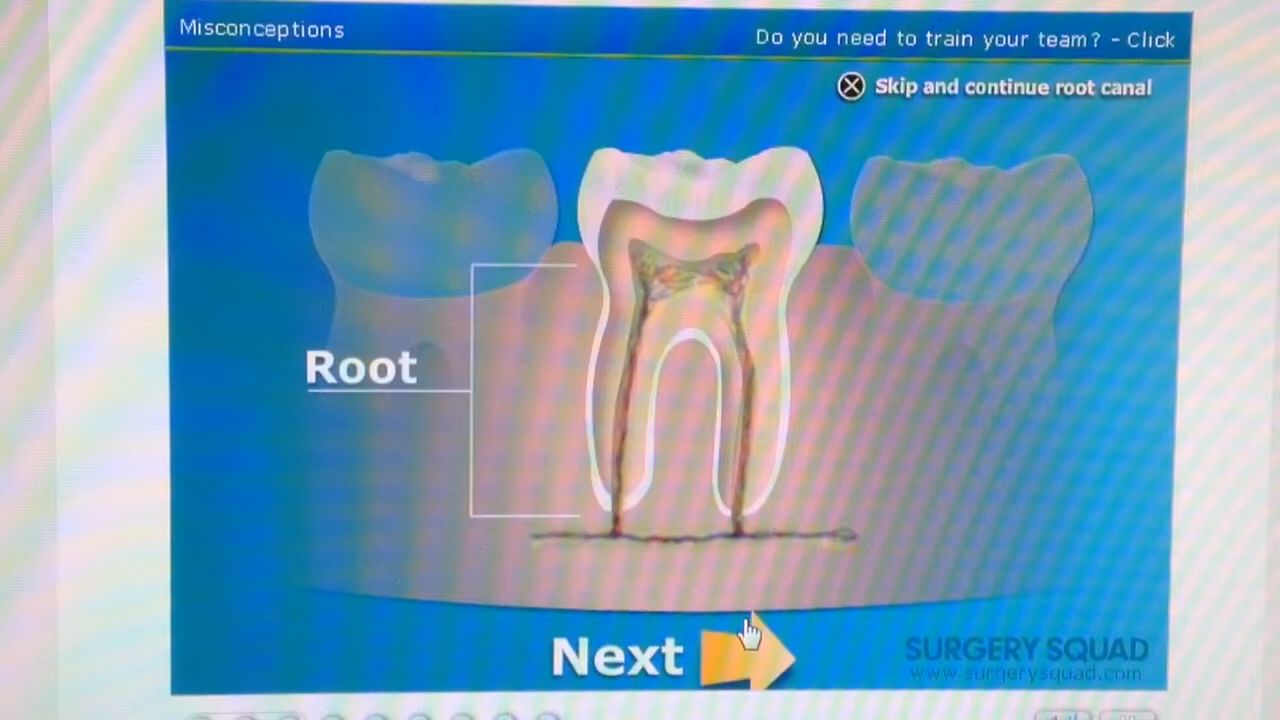 Misconceptions
Do you need to train your team? - Click
Skip and continue root canal
Root
Next
SURGERY SQUAD
www.surgerysquad.com